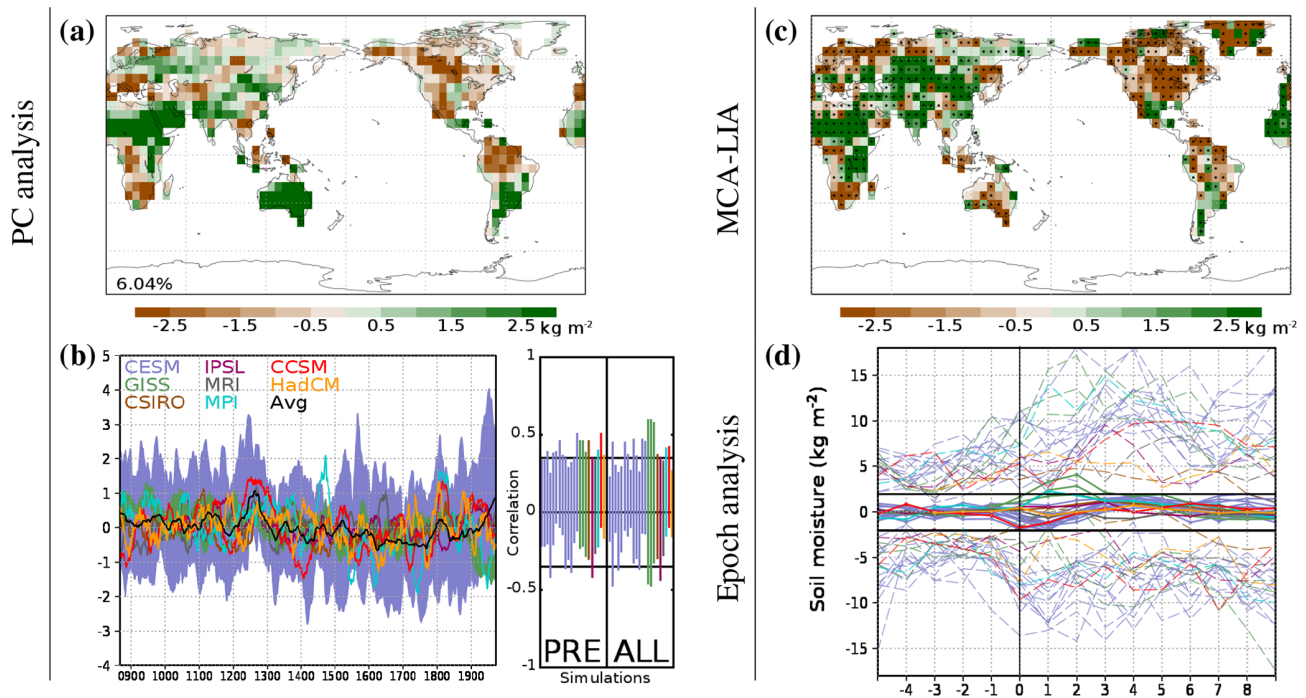 (a)
PC analysis
6.04%
-2.5 -1.5 -0.5 0.5 1.5 2.5 kg m-2
(c)
MCA-LIA
-2.5 -1.5 -0.5 0.5 1.5 2.5 kg m-2
(b)
5
4
3
2
1
0
-1
-2
-3
-4
CESM IPSL CCSM
GISS MRI HadCM
CSIRO MPI Avg
0900 1000 1100 1200 1300 1400 1500 1600 1700 1800 1900
Correlation
1
0.5
0
-0.5
-1
PRE ALL
Simulations
(d)
Epoch analysis
Soil moisture (kg m-2)
15
10
5
0
-5
-10
-15
-4 -3 -2 -1 0 1 2 3 4 5 6 7 8